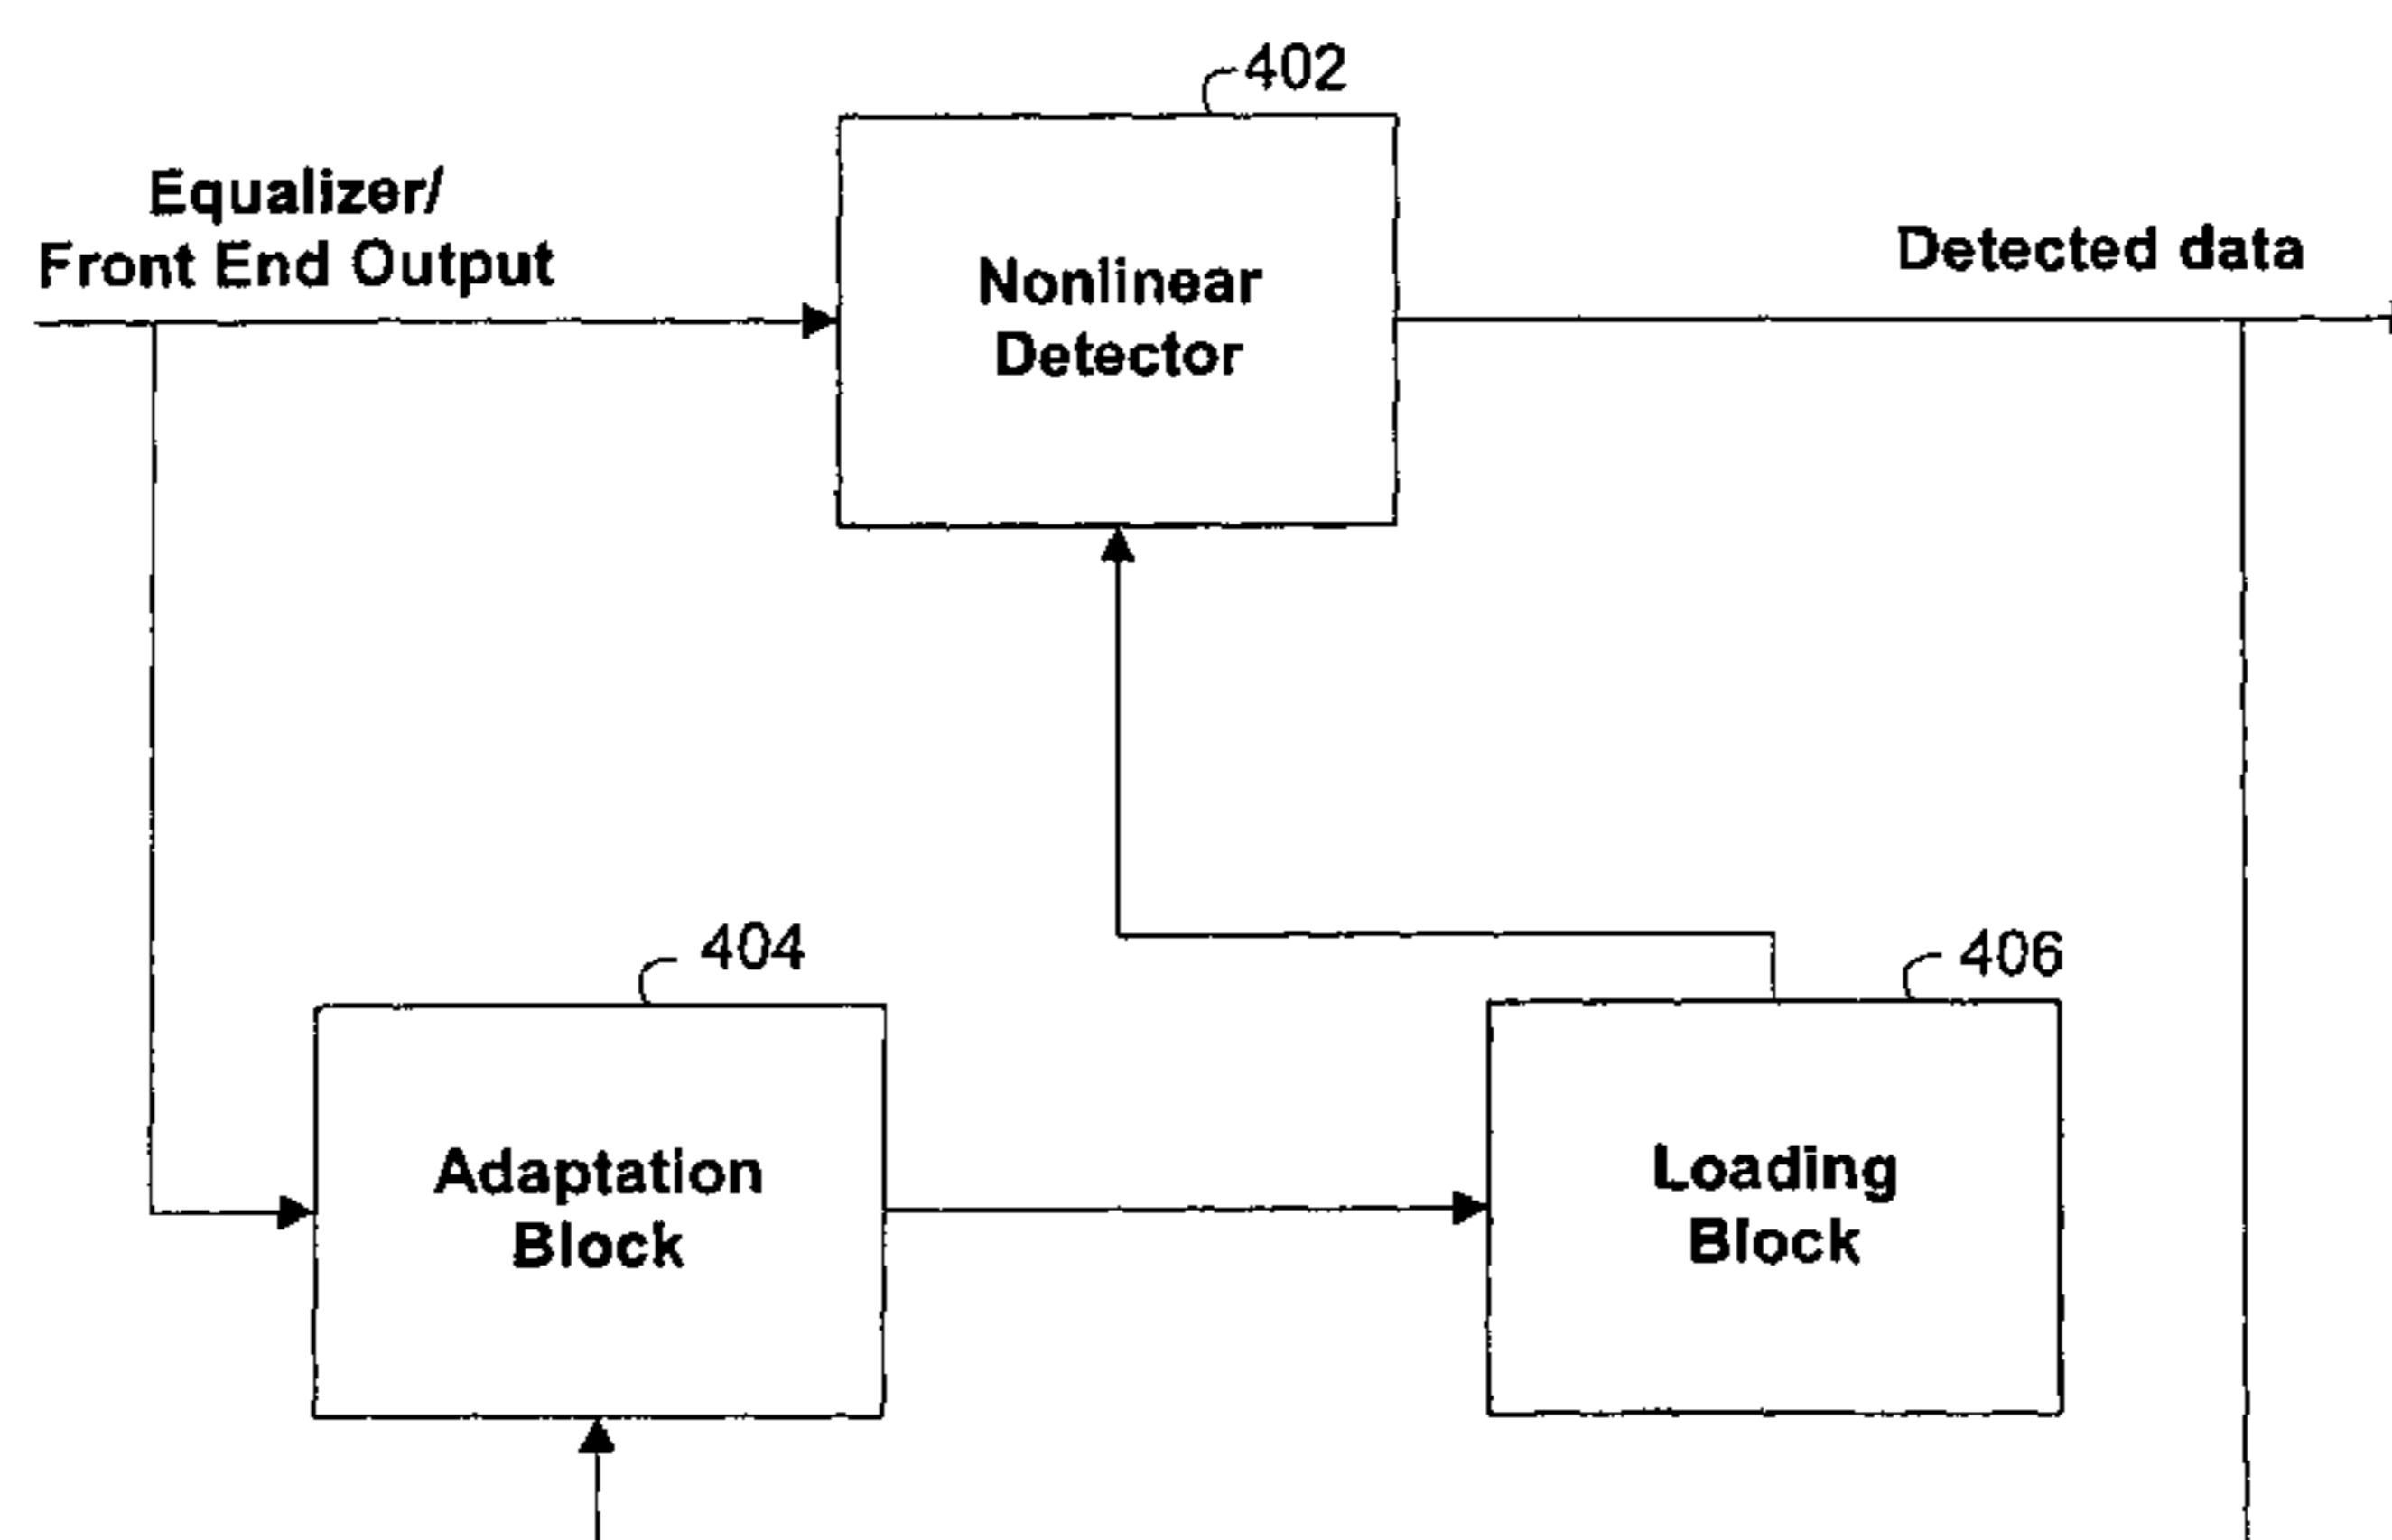 402
Equalizer/
Front End Output
Nonlinear
Detector
Detected data
404
406
Adaptation
Block
Loading
Block